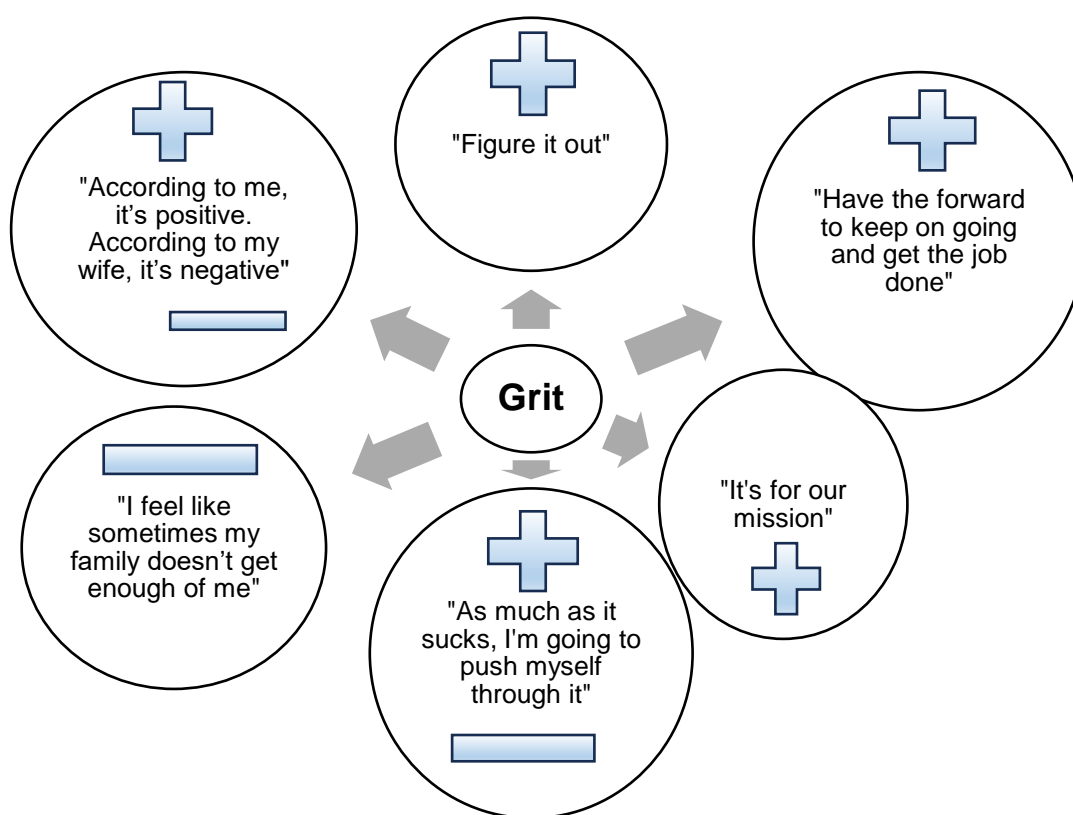 "Figure it out"
"According to me,
it’s positive.
According to my
wife, it’s negative"
"Have the forward
to keep on going
and get the job
done"
Grit
"I feel like
sometimes my
family doesn’t get
enough of me"
"It's for our
mission"
"As much as it
sucks, I'm going to
push myself
through it"